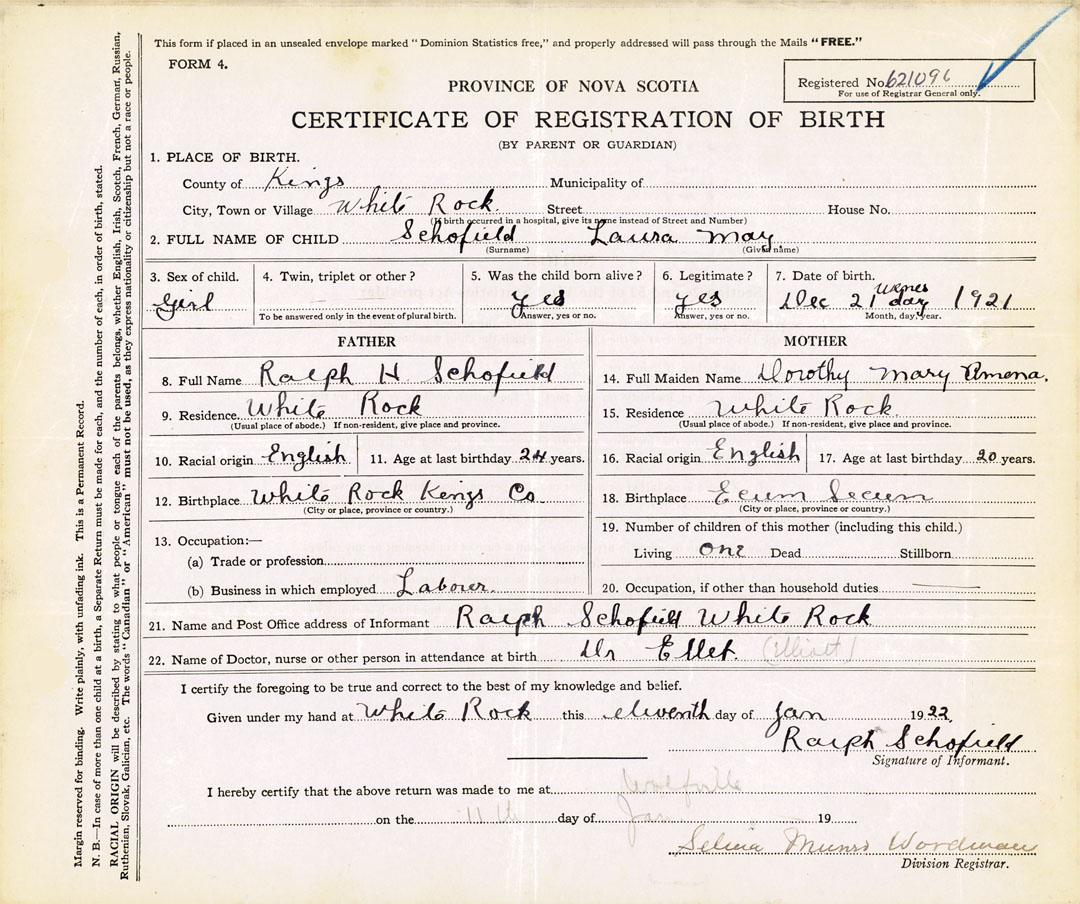 This form if placed in an unsealed envelope marked "Dominion Statistics free," and properly addressed will pass through the Mails "FREE."
FORM 4.
Registered No. 621096
For use of Registrar General only.
PROVINCE OF NOVA SCOTIA
CERTIFICATE OF REGISTRATION OF BIRTH
(BY PARENT OR GUARDIAN)
1. PLACE OF BIRTH.
County of Kings Municipality of
City, Town or Village White Rock. Street House No.
(If birth occurred in a hospital, give its name instead of Street and Number)
2. FULL NAME OF CHILD Schofield Laura May
(Surname) (Given name)
3. Sex of child. 4. Twin, triplet or other? 5. Was the child born alive? 6. Legitimate? 7. Date of birth.
Girl yes yes Dec 21 Wenesday 1921
To be answered only in the event of plural birth. Answer, yes or no. Answer, yes or no. Month, day, year.
FATHER
8. Full Name Ralph H Schofield
9. Residence. White Rock
(Usual place of abode.) If non-resident, give place and province.
10. Racial origin English 11. Age at last birthday 24 years.
12. Birthplace White Rock Kings Co
(City or place, province or country.)
13. Occupation:—
(a) Trade or profession
(b) Business in which employed Labourer.
MOTHER
14. Full Maiden Name Dorothy Mary Amona.
15. Residence White Rock.
(Usual place of abode.) If non-resident, give place and province.
16. Racial origin English 17. Age at last birthday 20 years.
18. Birthplace Ecum Secum
(City or place, province or country.)
19. Number of children of this mother (including this child.)
Living one Dead Stillborn
20. Occupation, if other than household duties
21. Name and Post Office address of Informant Ralph Schofield White Rock
22. Name of Doctor, nurse or other person in attendance at birth Dr Ellet. (Elliott)
I certify the foregoing to be true and correct to the best of my knowledge and belief.
Given under my hand at White Rock this eleventh day of Jan 1922.
Ralph Schofield
Signature of Informant.
I hereby certify that the above return was made to me at Wolfville
on the 11th day of Jan 19
Selina Munro Wordman
Division Registrar.
Margin reserved for binding. Write plainly, with unfading ink. This is a Permanent Record.
N. B.—In case of more than one child at a birth, a Separate Return must be made for each, and the number of each, in order of birth, stated.
RACIAL ORIGIN will be described by stating to what people or tongue each of the parents belongs, whether English, Irish, Scotch, French, German, Russian,
Ruthenian, Slovak, Galician, etc. The words "Canadian" or "American" must not be used, as they express nationality or citizenship but not a race or people.